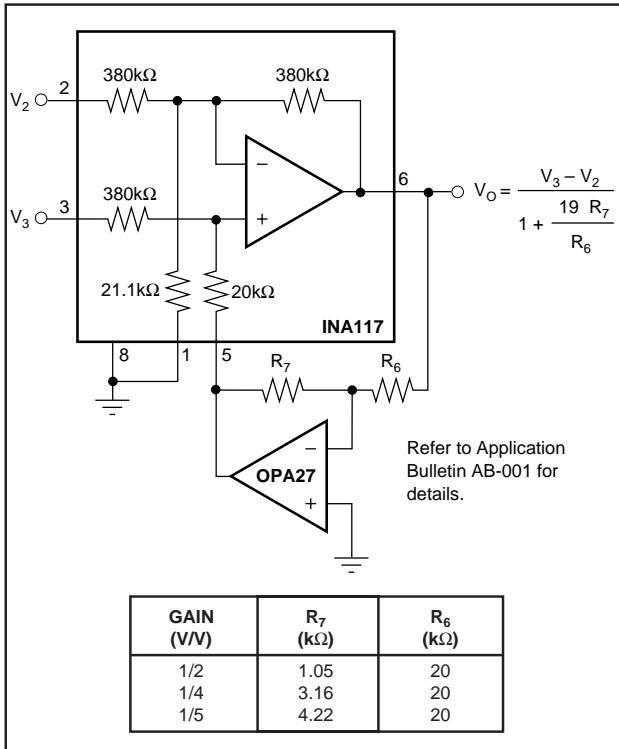 380kΩ 380kΩ
V2 2
V3 3
380kΩ
−
+
6
VO = V3 – V2
1 + 19 R7
R6
21.1kΩ 20kΩ
INA117
8 1 5
R7 R6
−
OPA27
+
Refer to Application
Bulletin AB-001 for
details.
GAIN R7 R6
(V/V) (kΩ) (kΩ)
1/2 1.05 20
1/4 3.16 20
1/5 4.22 20